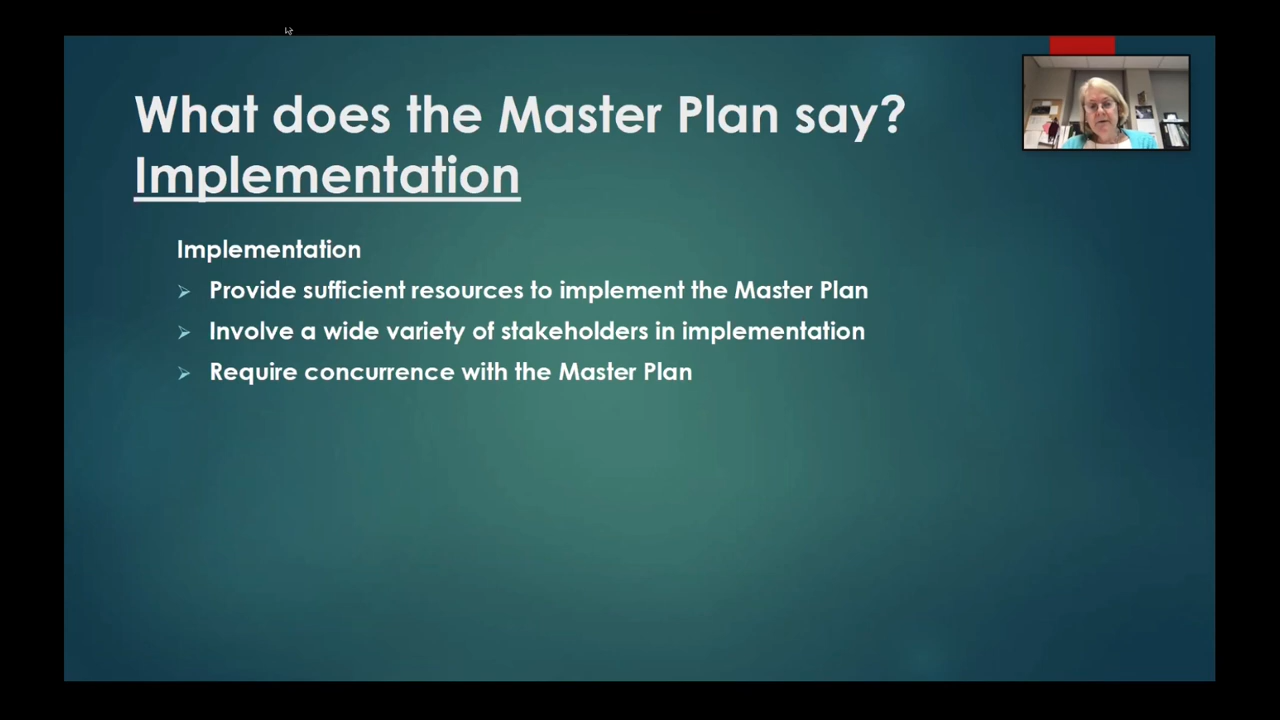 What does the Master Plan say?
Implementation
Implementation
Provide sufficient resources to implement the Master Plan
Involve a wide variety of stakeholders in implementation
Require concurrence with the Master Plan